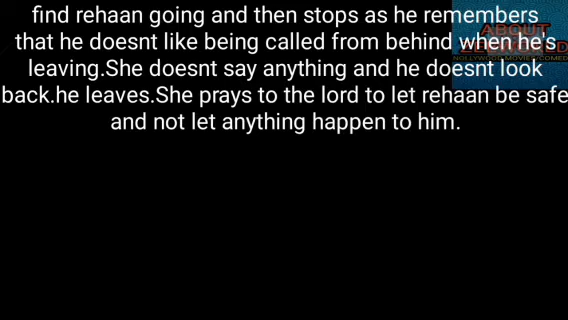 find rehaan going and then stops as he remembers
that he doesnt like being called from behind when he's
leaving.She doesnt say anything and he doesnt look
back.he leaves.She prays to the lord to let rehaan be safe
and not let anything happen to him.
ABOUT